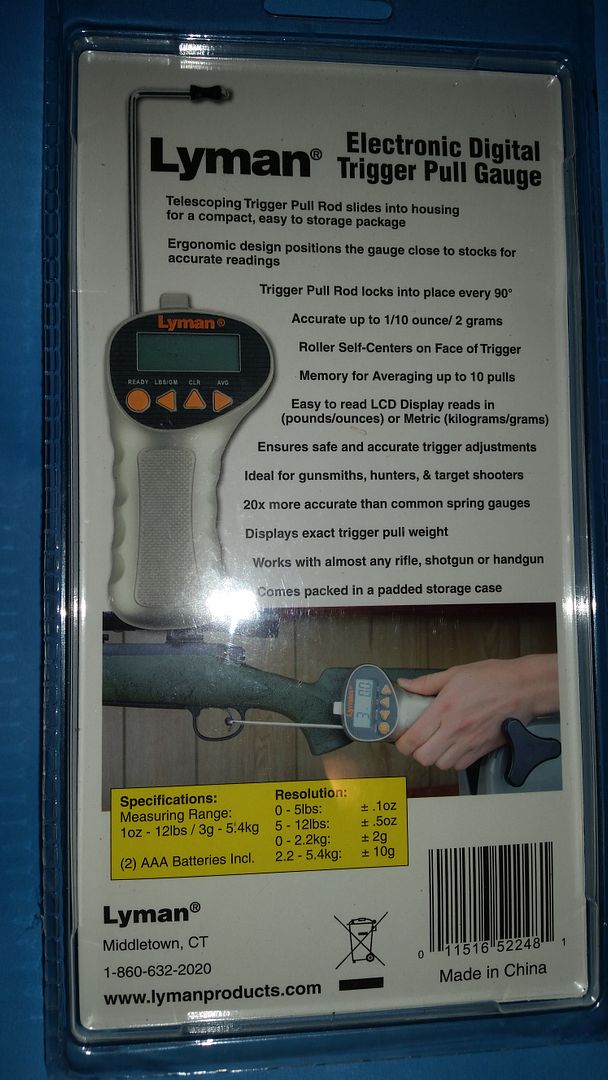 Lyman®
Electronic Digital
Trigger Pull Gauge
Telescoping Trigger Pull Rod slides into housing
for a compact, easy to storage package
Ergonomic design positions the gauge close to stocks for
accurate readings
Trigger Pull Rod locks into place every 90°
Accurate up to 1/10 ounce/ 2 grams
Roller Self-Centers on Face of Trigger
Memory for Averaging up to 10 pulls
Easy to read LCD Display reads in
(pounds/ounces) or Metric (kilograms/grams)
Ensures safe and accurate trigger adjustments
Ideal for gunsmiths, hunters, & target shooters
20x more accurate than common spring gauges
Displays exact trigger pull weight
Works with almost any rifle, shotgun or handgun
Comes packed in a padded storage case
Lyman®
READY LBS/GM CLR AVG
Lyman
Specifications:
Measuring Range:
1oz - 12lbs / 3g - 5.4kg
(2) AAA Batteries Incl.
Resolution:
0 - 5lbs: ± .1oz
5 - 12lbs: ± .5oz
0 - 2.2kg: ± 2g
2.2 - 5.4kg: ± 10g
Lyman®
Middletown, CT
1-860-632-2020
www.lymanproducts.com
0 11516 52248 1
Made in China